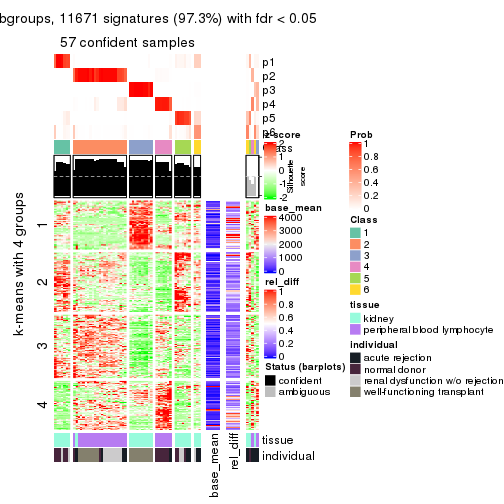 bgroups, 11671 signatures (97.3%) with fdr < 0.05
57 confident samples
p1
p2
p3
p4
p5
p6
Class
Silhouette
score
k-means with 4 groups
1
2
3
4
tissue
individual
base_mean
rel_diff
z-score
2
1
0
-1
-2
base_mean
4000
3000
2000
1000
0
rel_diff
1
0.8
0.6
0.4
0.2
0
Status (barplots)
confident
ambiguous
Prob
1
0.8
0.6
0.4
0.2
0
Class
1
2
3
4
5
6
tissue
kidney
peripheral blood lymphocyte
individual
acute rejection
normal donor
renal dysfunction w/o rejection
well-functioning transplant